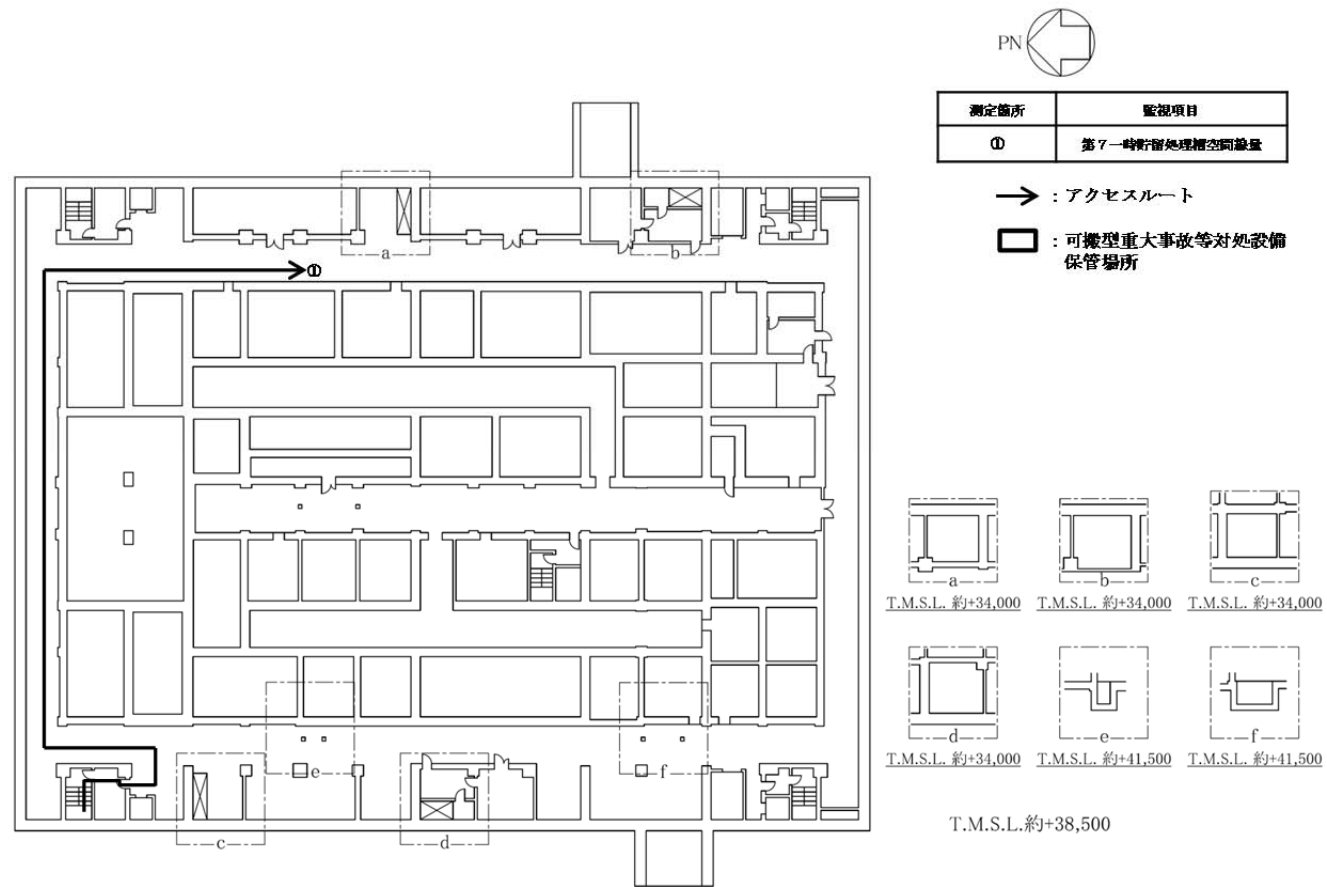 PN
測定箇所 監視項目
① 第7一時貯留処理槽空間線量
：アクセスルート
：可搬型重大事故等対処設備
保管場所
①
a
b
c
d
e
f
a
T.M.S.L. 約+34,000
b
T.M.S.L. 約+34,000
c
T.M.S.L. 約+34,000
d
T.M.S.L. 約+34,000
e
T.M.S.L. 約+41,500
f
T.M.S.L. 約+41,500
T.M.S.L.約+38,500